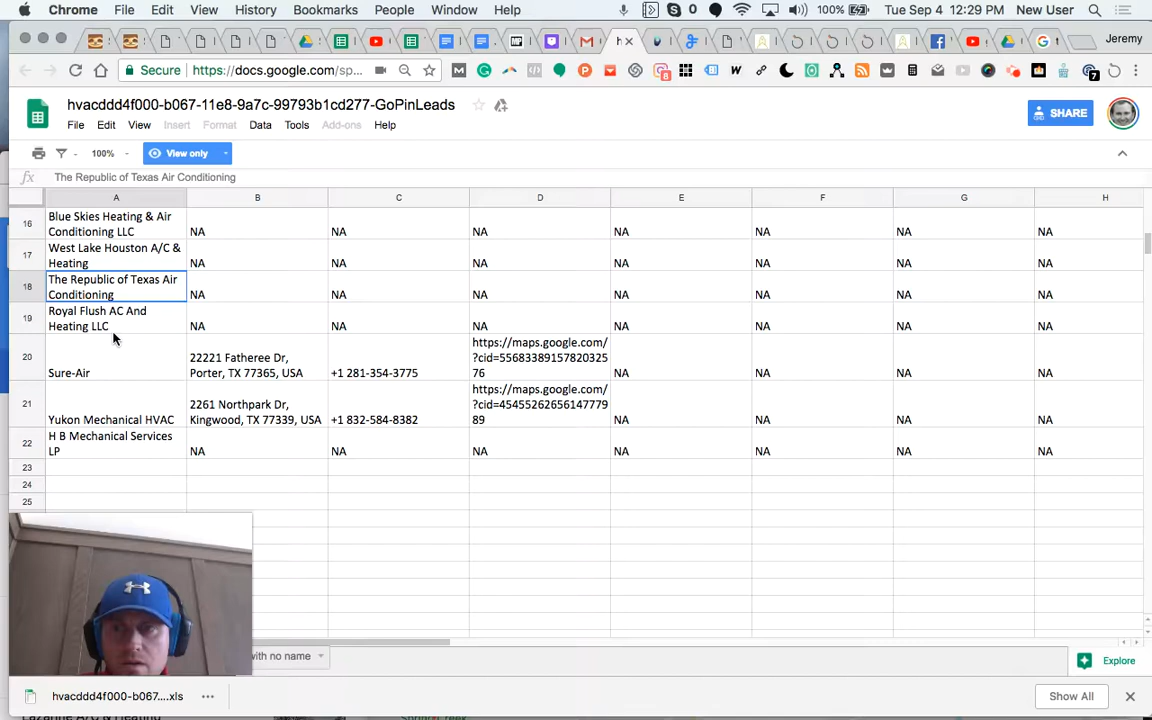 Chrome File Edit View History Bookmarks People Window Help 0 100% Tue Sep 4 12:29 PM New User
h Jeremy
Secure https://docs.google.com/sp...
8 7
hvacddd4f000-b067-11e8-9a7c-99793b1cd277-GoPinLeads
SHARE
File Edit View Insert Format Data Tools Add-ons Help
100% View only
fx The Republic of Texas Air Conditioning
A B C D E F G H
Blue Skies Heating & Air
16 Conditioning LLC NA NA NA NA NA NA NA
West Lake Houston A/C &
17 Heating NA NA NA NA NA NA NA
The Republic of Texas Air
18 Conditioning NA NA NA NA NA NA NA
Royal Flush AC And
19 Heating LLC NA NA NA NA NA NA NA
https://maps.google.com/
20 22221 Fatheree Dr, ?cid=55683389157820325
Sure-Air Porter, TX 77365, USA +1 281-354-3775 76 NA NA NA NA
https://maps.google.com/
21 2261 Northpark Dr, ?cid=45455262656147779
Yukon Mechanical HVAC Kingwood, TX 77339, USA +1 832-584-8382 89 NA NA NA NA
H B Mechanical Services
22 LP NA NA NA NA NA NA NA
23
24
25
with no name
Explore
hvacddd4f000-b067....xls
Show All